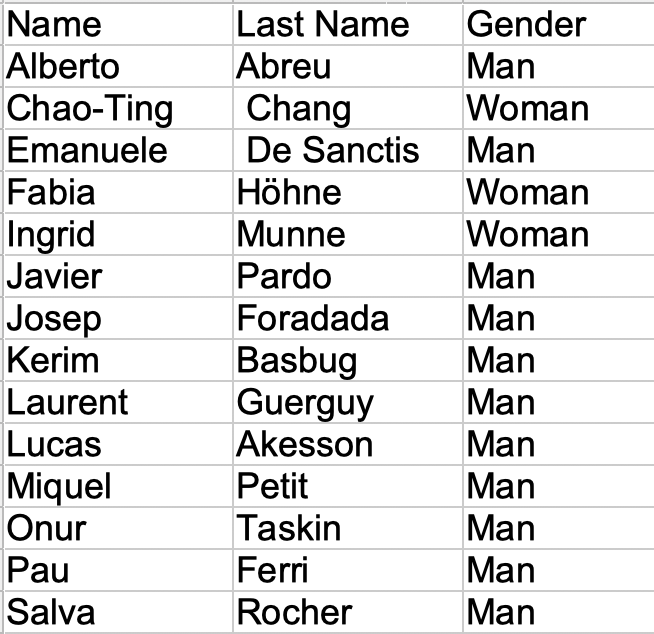 Name Last Name Gender
Alberto Abreu Man
Chao-Ting Chang Woman
Emanuele De Sanctis Man
Fabia Höhne Woman
Ingrid Munne Woman
Javier Pardo Man
Josep Foradada Man
Kerim Basbug Man
Laurent Guerguy Man
Lucas Akesson Man
Miquel Petit Man
Onur Taskin Man
Pau Ferri Man
Salva Rocher Man